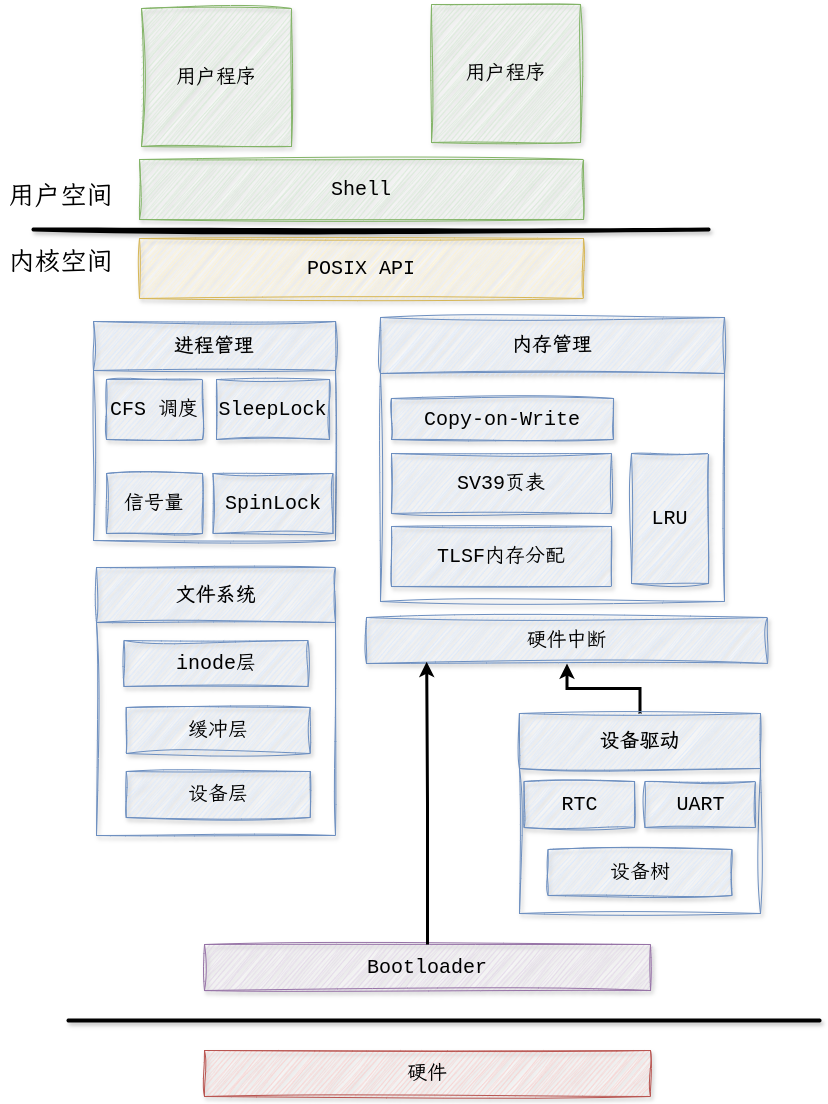 用户程序
用户程序
Shell
用户空间
内核空间
POSIX API
进程管理
CFS 调度
SleepLock
信号量
SpinLock
内存管理
Copy-on-Write
SV39页表
TLSF内存分配
LRU
文件系统
inode层
缓冲层
设备层
硬件中断
设备驱动
RTC
UART
设备树
Bootloader
硬件